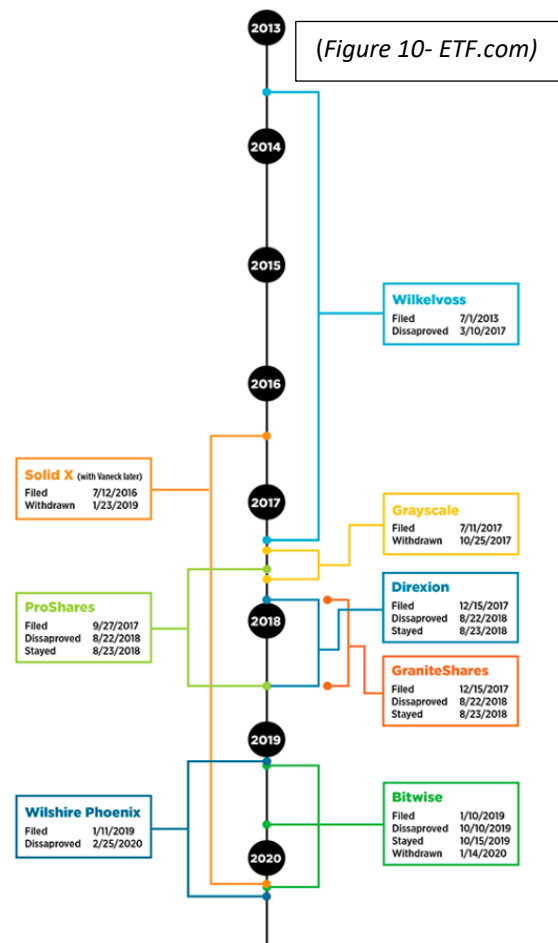 2013
(Figure 10- ETF.com)
2014
2015
Wilkelvoss
Filed 7/1/2013
Dissaproved 3/10/2017
2016
Solid X (with Vaneck later)
Filed 7/12/2016
Withdrawn 1/23/2019
2017
Grayscale
Filed 7/11/2017
Withdrawn 10/25/2017
ProShares
Filed 9/27/2017
Dissaproved 8/22/2018
Stayed 8/23/2018
Direxion
Filed 12/15/2017
Dissaproved 8/22/2018
Stayed 8/23/2018
2018
GraniteShares
Filed 12/15/2017
Dissaproved 8/22/2018
Stayed 8/23/2018
2019
Wilshire Phoenix
Filed 1/11/2019
Dissaproved 2/25/2020
Bitwise
Filed 1/10/2019
Dissaproved 10/10/2019
Stayed 10/15/2019
Withdrawn 1/14/2020
2020